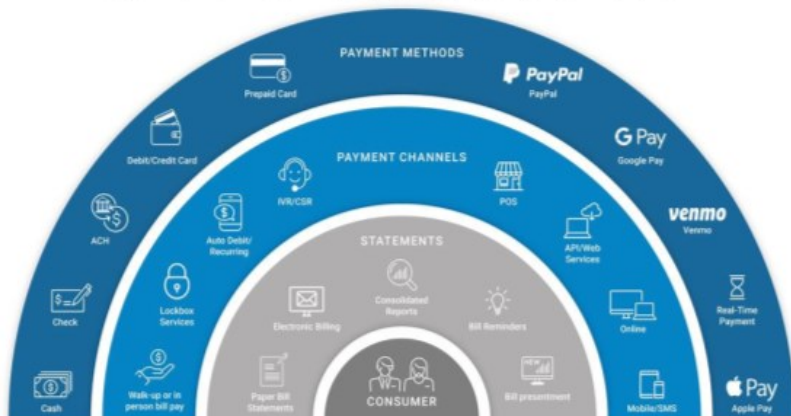 PAYMENT METHODS
Prepaid Card
PayPal
PayPal
Debit/Credit Card
G Pay
Google Pay
ACH
venmo
Venmo
Check
Real-Time
Payment
Cash
Pay
Apple Pay
PAYMENT CHANNELS
IVR/CSR
POS
Auto Debit/
Recurring
API/Web
Services
Lockbox
Services
Online
Walk-up or in
person bill pay
Mobile/SMS
STATEMENTS
Consolidated
Reports
Electronic Billing
Bill Reminders
Paper Bill
Statements
NEW
Bill presentment
CONSUMER